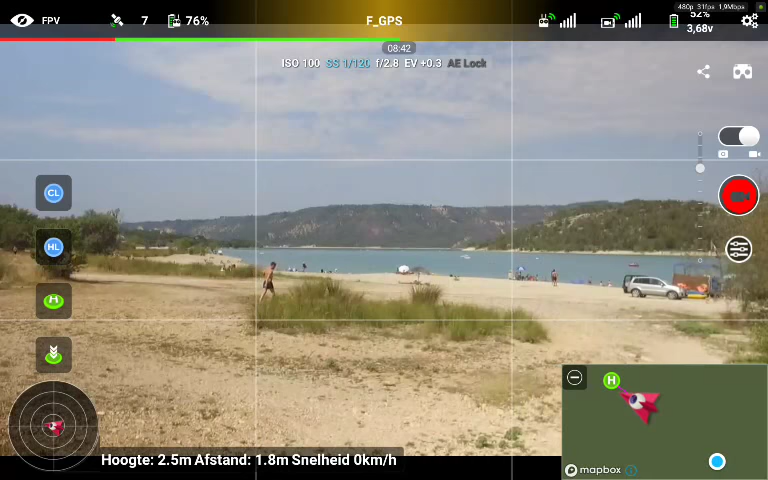 480p 31fps 1,9Mbps
FPV 7 76% F_GPS 52%
3,68v
08:42
ISO 100 SS 1/120 f/2.8 EV +0.3 AE Lock
CL
HL
H
H
Hoogte: 2.5m Afstand: 1.8m Snelheid 0km/h
mapbox